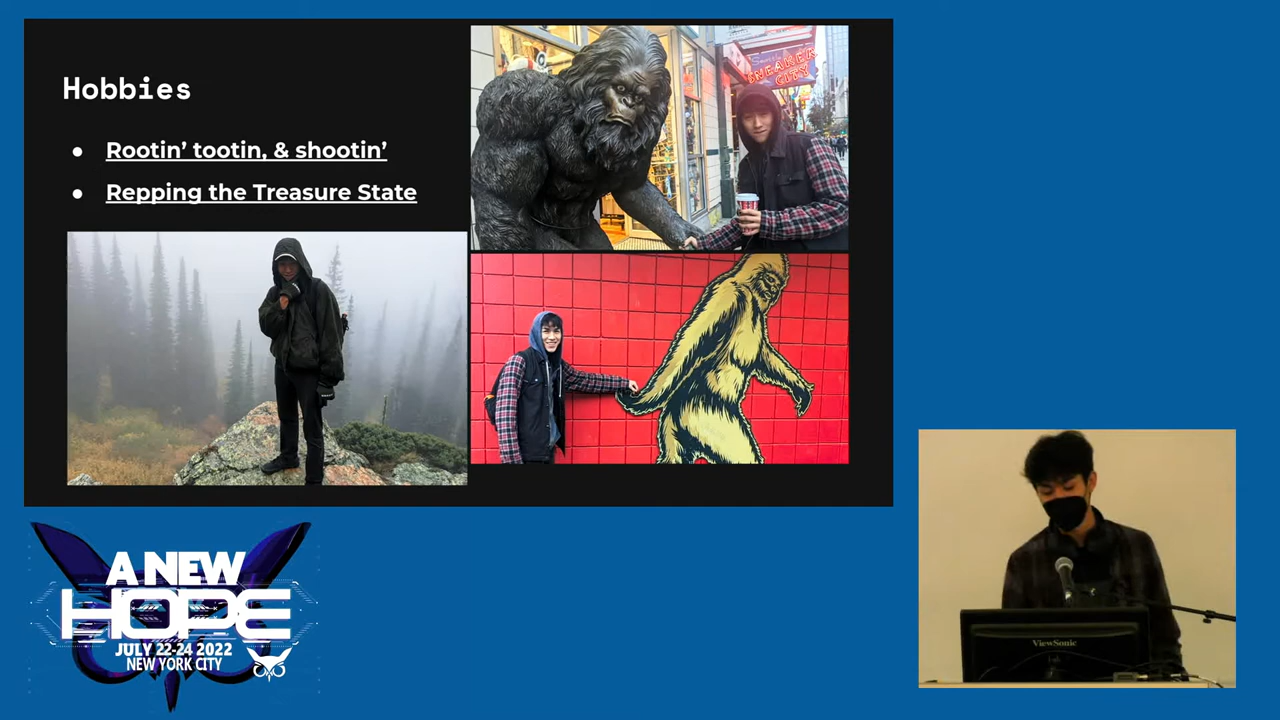 Hobbies
● Rootin' tootin, & shootin'
● Repping the Treasure State
SNEAKER
CITY
A NEW
HOPE
JULY 22-24 2022
NEW YORK CITY
ViewSonic